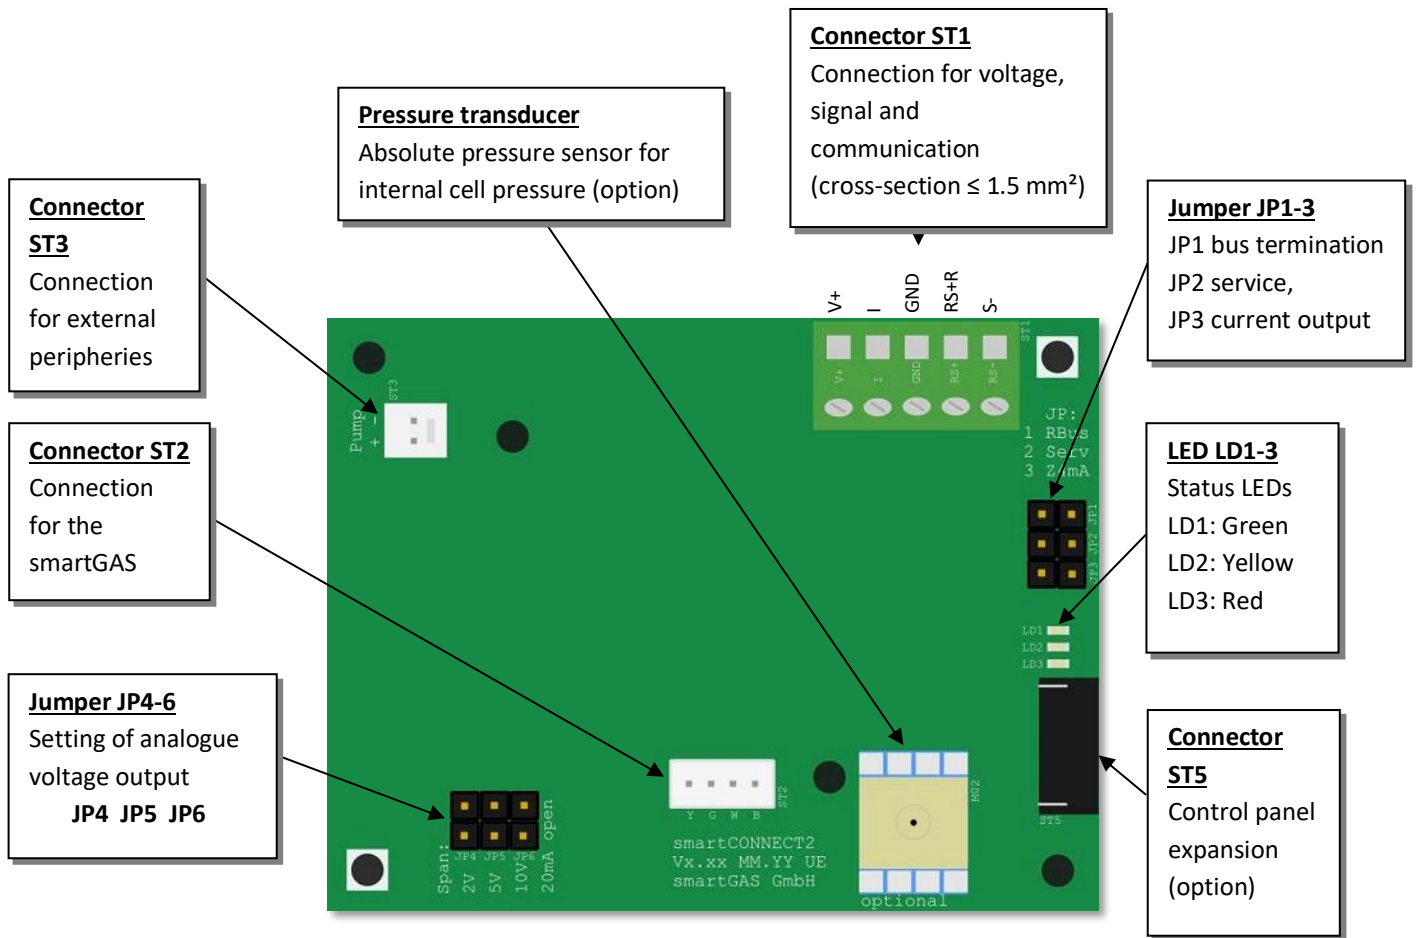 Connector ST1
Connection for voltage,
signal and
communication
(cross-section ≤ 1.5 mm²)
Pressure transducer
Absolute pressure sensor for
internal cell pressure (option)
Connector
ST3
Connection
for external
peripheries
Jumper JP1-3
JP1 bus termination
JP2 service,
JP3 current output
Connector ST2
Connection
for the
smartGAS
LED LD1-3
Status LEDs
LD1: Green
LD2: Yellow
LD3: Red
Jumper JP4-6
Setting of analogue
voltage output
JP4 JP5 JP6
Connector
ST5
Control panel
expansion
(option)
V+
I
GND
RS+R
S-
ST1
V+
I
GND
RS+
RS-
ST3
Pump
+ -
JP:
1 RBus
2 Serv
3 Z4mA
JP1
JP2
JP3
LD1
LD2
LD3
ST5
MG2
optional
ST2
Y G W B
smartCONNECT2
Vx.xx MM.YY UE
smartGAS GmbH
JP4 JP5 JP6
Span:
2V
5V
10V
20mA open